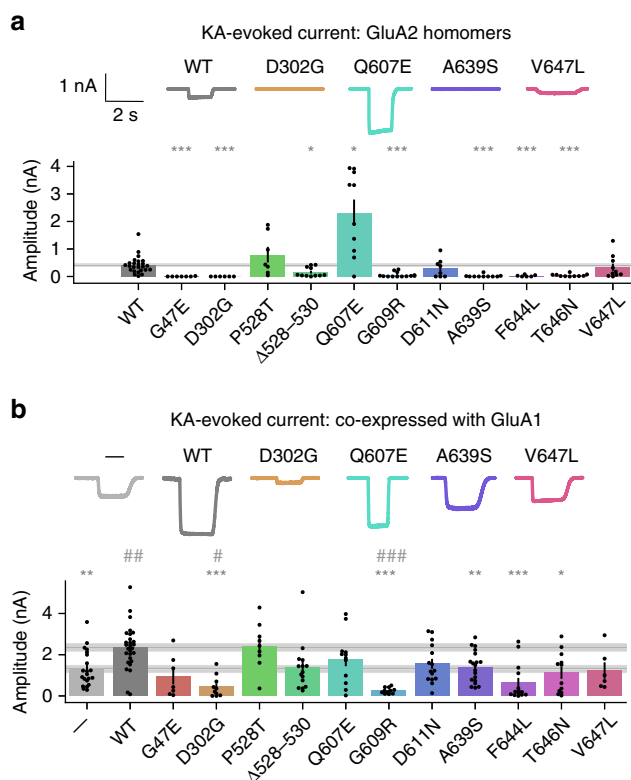 a
KA-evoked current: GluA2 homomers
WT D302G Q607E A639S V647L
1 nA
2 s
*** *** * * *** *** *** ***
Amplitude (nA)
4
3
2
1
0
WT G47E D302G P528T Δ528–530 Q607E G609R D611N A639S F644L T646N V647L
b
KA-evoked current: co-expressed with GluA1
— WT D302G Q607E A639S V647L
## # ###
** *** *** ** *** *
Amplitude (nA)
4
2
0
— WT G47E D302G P528T Δ528–530 Q607E G609R D611N A639S F644L T646N V647L